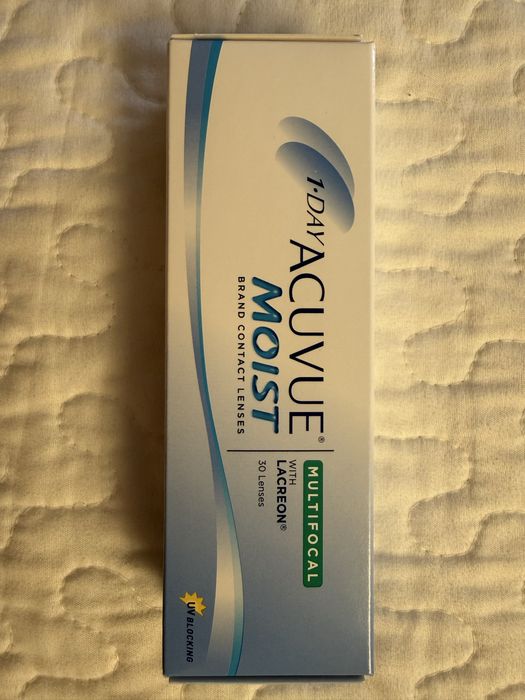 1·DAY ACUVUE®
MOIST
BRAND CONTACT LENSES
MULTIFOCAL
WITH
LACREON®
30 Lenses
UV BLOCKING